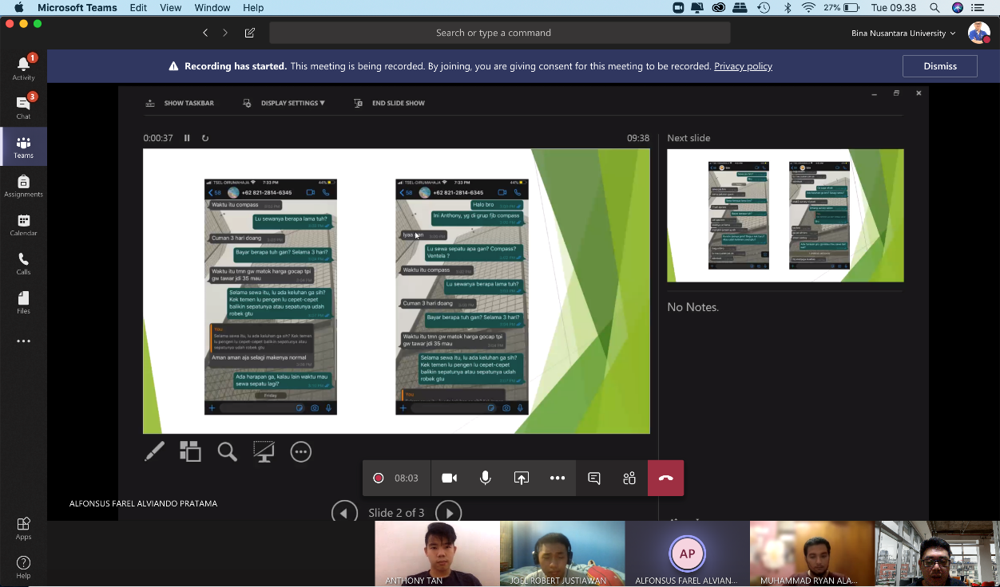 Microsoft Teams Edit View Window Help
27% Tue 09.38
Search or type a command
Bina Nusantara University
Recording has started. This meeting is being recorded. By joining, you are giving consent for this meeting to be recorded. Privacy policy
Dismiss
1
Activity
3
Chat
Teams
Assignments
Calendar
Calls
Files
Apps
Help
SHOW TASKBAR DISPLAY SETTINGS ▼ END SLIDE SHOW
0:00:37
09:38
Next slide
No Notes.
TSEL-DIRUMAHAJA 7:33 PM 44%
58 +62 821-2814-6345
Waktu itu compass
Lu sewanya berapa lama tuh?
Cuman 3 hari doang
Bayar berapa tuh? Selama 3 hari?
Waktu itu tmn gw matok harga gocap tpi
gw tawar jdi 35 mau
Selama sewa itu, lu ada keluhan ga sih?
Kek temen lu pengen lu cepet-cepet
balikin sepatunya atau sepatunya udah
robek gtu
You
Selama sewa itu, lu ada keluhan ga sih? Kek temen
lu pengen lu cepet-cepet balikin sepatunya atau
sepatunya udah robek gtu
Aman aman aja selagi makenya normal
Ada harapan ga, kalau lain waktu mau
sewa sepatu lagi?
Friday
TSEL-DIRUMAHAJA 7:33 PM 44%
58 +62 821-2814-6345
Halo bro
Ini Anthony, yg di grup fjb compass
Lu sewa sepatu apa gan? Compass?
Ventela ?
Waktu itu compass
Lu sewanya berapa lama tuh?
Cuman 3 hari doang
Bayar berapa tuh gan? Selama 3 hari?
Waktu itu tmn gw matok harga gocap tpi
gw tawar jdi 35 mau
Selama sewa itu, lu ada keluhan ga sih?
Kek temen lu pengen lu cepet-cepet
balikin sepatunya atau sepatunya udah
robek gtu
You
08:03
Slide 2 of 3
ALFONSUS FAREL ALVIANDO PRATAMA
ANTHONY TAN
JOEL ROBERT JUSTIAWAN
AP
ALFONSUS FAREL ALVIAN...
MUHAMMAD RYAN ALA...